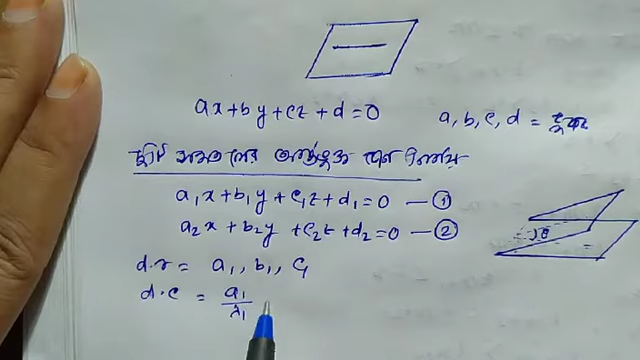 ax+by+cz+d=0
a,b,c,d = ধ্রুবক
দুটি সমতলের অন্তর্ভুক্ত কোণ নির্ণয়
a₁x+b₁y+c₁z+d₁=0 —①
a₂x+b₂y+c₂z+d₂=0 —②
θ
d.r = a₁, b₁, c₁
d.c = a₁/λ₁